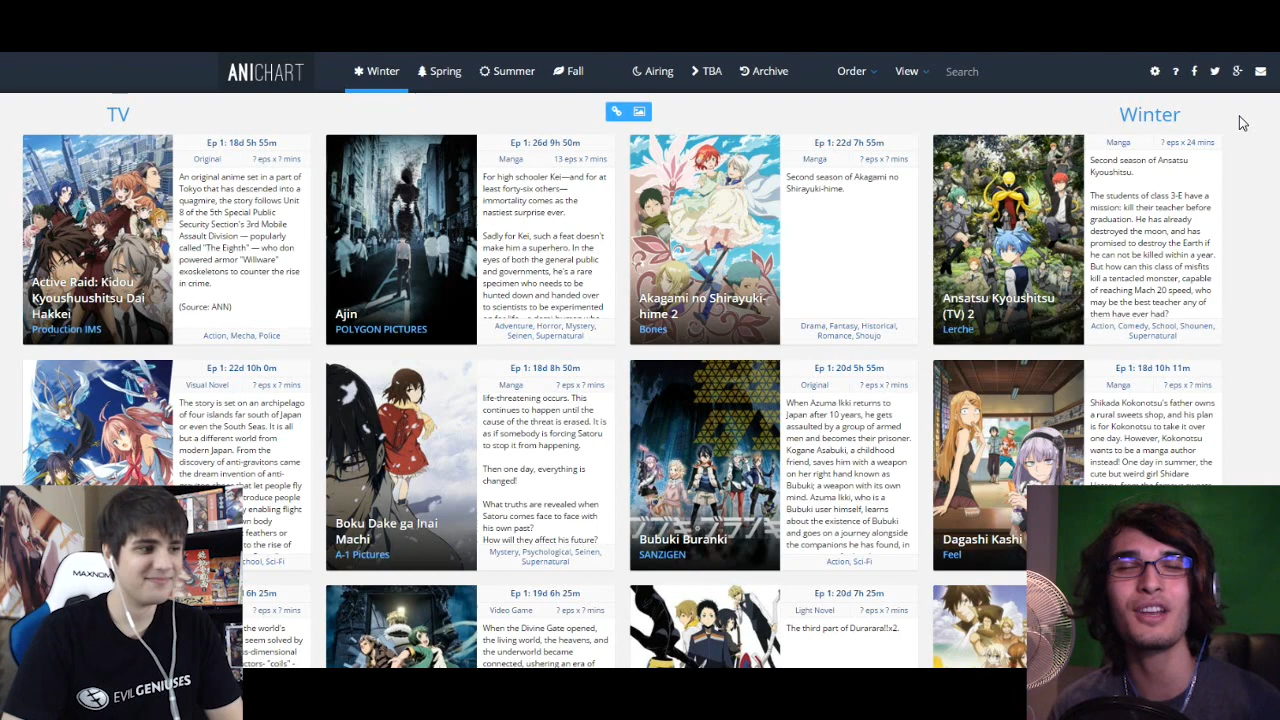 ANICHART
Winter
Spring
Summer
Fall
Airing
TBA
Archive
Order
View
Search
TV
Winter
Ep 1: 18d 5h 55m
Original ? eps x ? mins
An original anime set in a part of
Tokyo that has descended into a
quagmire, the story follows Unit
8 of the 5th Special Public
Security Section's 3rd Mobile
Assault Division — popularly
called "The Eighth" — who don
powered armor "Willware"
exoskeletons to counter the rise
in crime.
(Source: ANN)
Active Raid: Kidou
Kyoushuushitsu Dai
Hakkei
Production IMS
Action, Mecha, Police
Ep 1: 26d 9h 50m
Manga 13 eps x ? mins
For high schooler Kei—and for at
least forty-six others—
immortality comes as the
nastiest surprise ever.
Sadly for Kei, such a feat doesn't
make him a superhero. In the
eyes of both the general public
and governments, he's a rare
specimen who needs to be
hunted down and handed over
to scientists to be experimented
Ajin
POLYGON PICTURES
Adventure, Horror, Mystery,
Seinen, Supernatural
Ep 1: 22d 7h 55m
Manga ? eps x ? mins
Second season of Akagami no
Shirayuki-hime.
Akagami no Shirayuki-
hime 2
Bones
Drama, Fantasy, Historical,
Romance, Shoujo
Manga ? eps x 24 mins
Second season of Ansatsu
Kyoushitsu.
The students of class 3-E have a
mission: kill their teacher before
graduation. He has already
destroyed the moon, and has
promised to destroy the Earth if
he can not be killed within a year.
But how can this class of misfits
kill a tentacled monster, capable
of reaching Mach 20 speed, who
may be the best teacher any of
them have ever had?
Ansatsu Kyoushitsu
(TV) 2
Lerche
Action, Comedy, School, Shounen,
Supernatural
Ep 1: 22d 10h 0m
Visual Novel ? eps x ? mins
The story is set on an archipelago
of four islands far south of Japan
or even the South Seas. It is all
but a different world from
modern Japan. From the
discovery of anti-gravitons came
the dream invention of anti-
that let people fly
people
enabling flight
own body
feathers or
to the rise of
Sci-Fi
Ep 1: 18d 8h 50m
Manga ? eps x ? mins
life-threatening occurs. This
continues to happen until the
cause of the threat is erased. It is
as if somebody is forcing Satoru
to stop it from happening.
Then one day, everything is
changed!
What truths are revealed when
Satoru comes face to face with
his own past?
How will they affect his future?
Boku Dake ga Inai
Machi
A-1 Pictures
Mystery, Psychological, Seinen,
Supernatural
Ep 1: 20d 5h 55m
Original ? eps x ? mins
When Azuma Ikki returns to
Japan after 10 years, he gets
assaulted by a group of armed
men and becomes their prisoner.
Kogane Asabuki, a childhood
friend, saves him with a weapon
on her right hand known as
Bubuki; a weapon with its own
mind. Azuma Ikki, who is a
Bubuki user himself, learns
about the existence of Bubuki
and goes on a journey alongside
the companions he has found, in
Bubuki Buranki
SANZIGEN
Action, Sci-Fi
Ep 1: 18d 10h 11m
Manga ? eps x ? mins
Shikada Kokonotsu's father owns
a rural sweets shop, and his plan
is for Kokonotsu to take it over
one day. However, Kokonotsu
wants to be a manga author
instead! One day in summer, the
cute but weird girl Shidare
Dagashi Kashi
Feel
6h 25m
? eps x ? mins
the world's
seem solved by
"coils" -
Ep 1: 19d 6h 25m
Video Game ? eps x ? mins
When the Divine Gate opened,
the living world, the heavens, and
the underworld became
connected, ushering an era of
Ep 1: 20d 7h 25m
Light Novel ? eps x ? mins
The third part of Durarara!!x2.
MAXNOM
EVIL GENIUSES